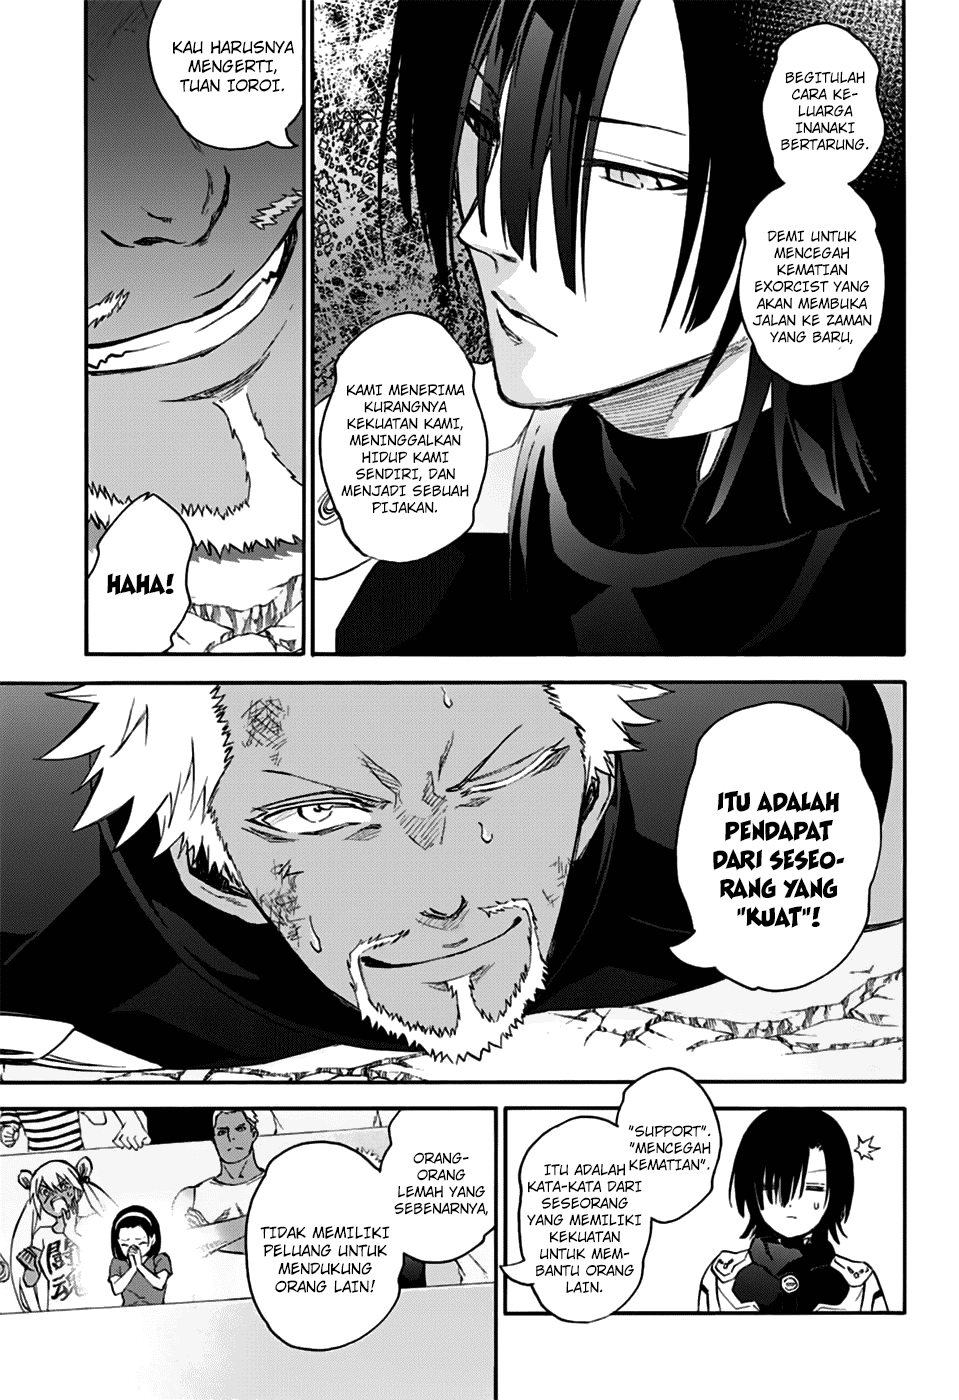 BEGITULAH
CARA KE-
LUARGA
INANAKI
BERTARUNG.
DEMI UNTUK
MENCEGAH
KEMATIAN
EXORCIST YANG
AKAN MEMBUKA
JALAN KE ZAMAN
YANG BARU,
KAMI MENERIMA
KURANGNYA
KEKUATAN KAMI,
MENINGGALKAN
HIDUP KAMI
SENDIRI, DAN
MENJADI SEBUAH
PIJAKAN.
KAU HARUSNYA
MENGERTI,
TUAN IOROI.
HAHA!
ITU ADALAH
PENDAPAT
DARI SESEO-
RANG YANG
"KUAT"!
"SUPPORT".
"MENCEGAH
KEMATIAN".
ITU ADALAH
KATA-KATA DARI
SESEORANG
YANG MEMILIKI
KEKUATAN
UNTUK MEM-
BANTU ORANG
LAIN.
ORANG-
ORANG
LEMAH YANG
SEBENARNYA,
TIDAK MEMILIKI
PELUANG UNTUK
MENDUKUNG
ORANG LAIN!